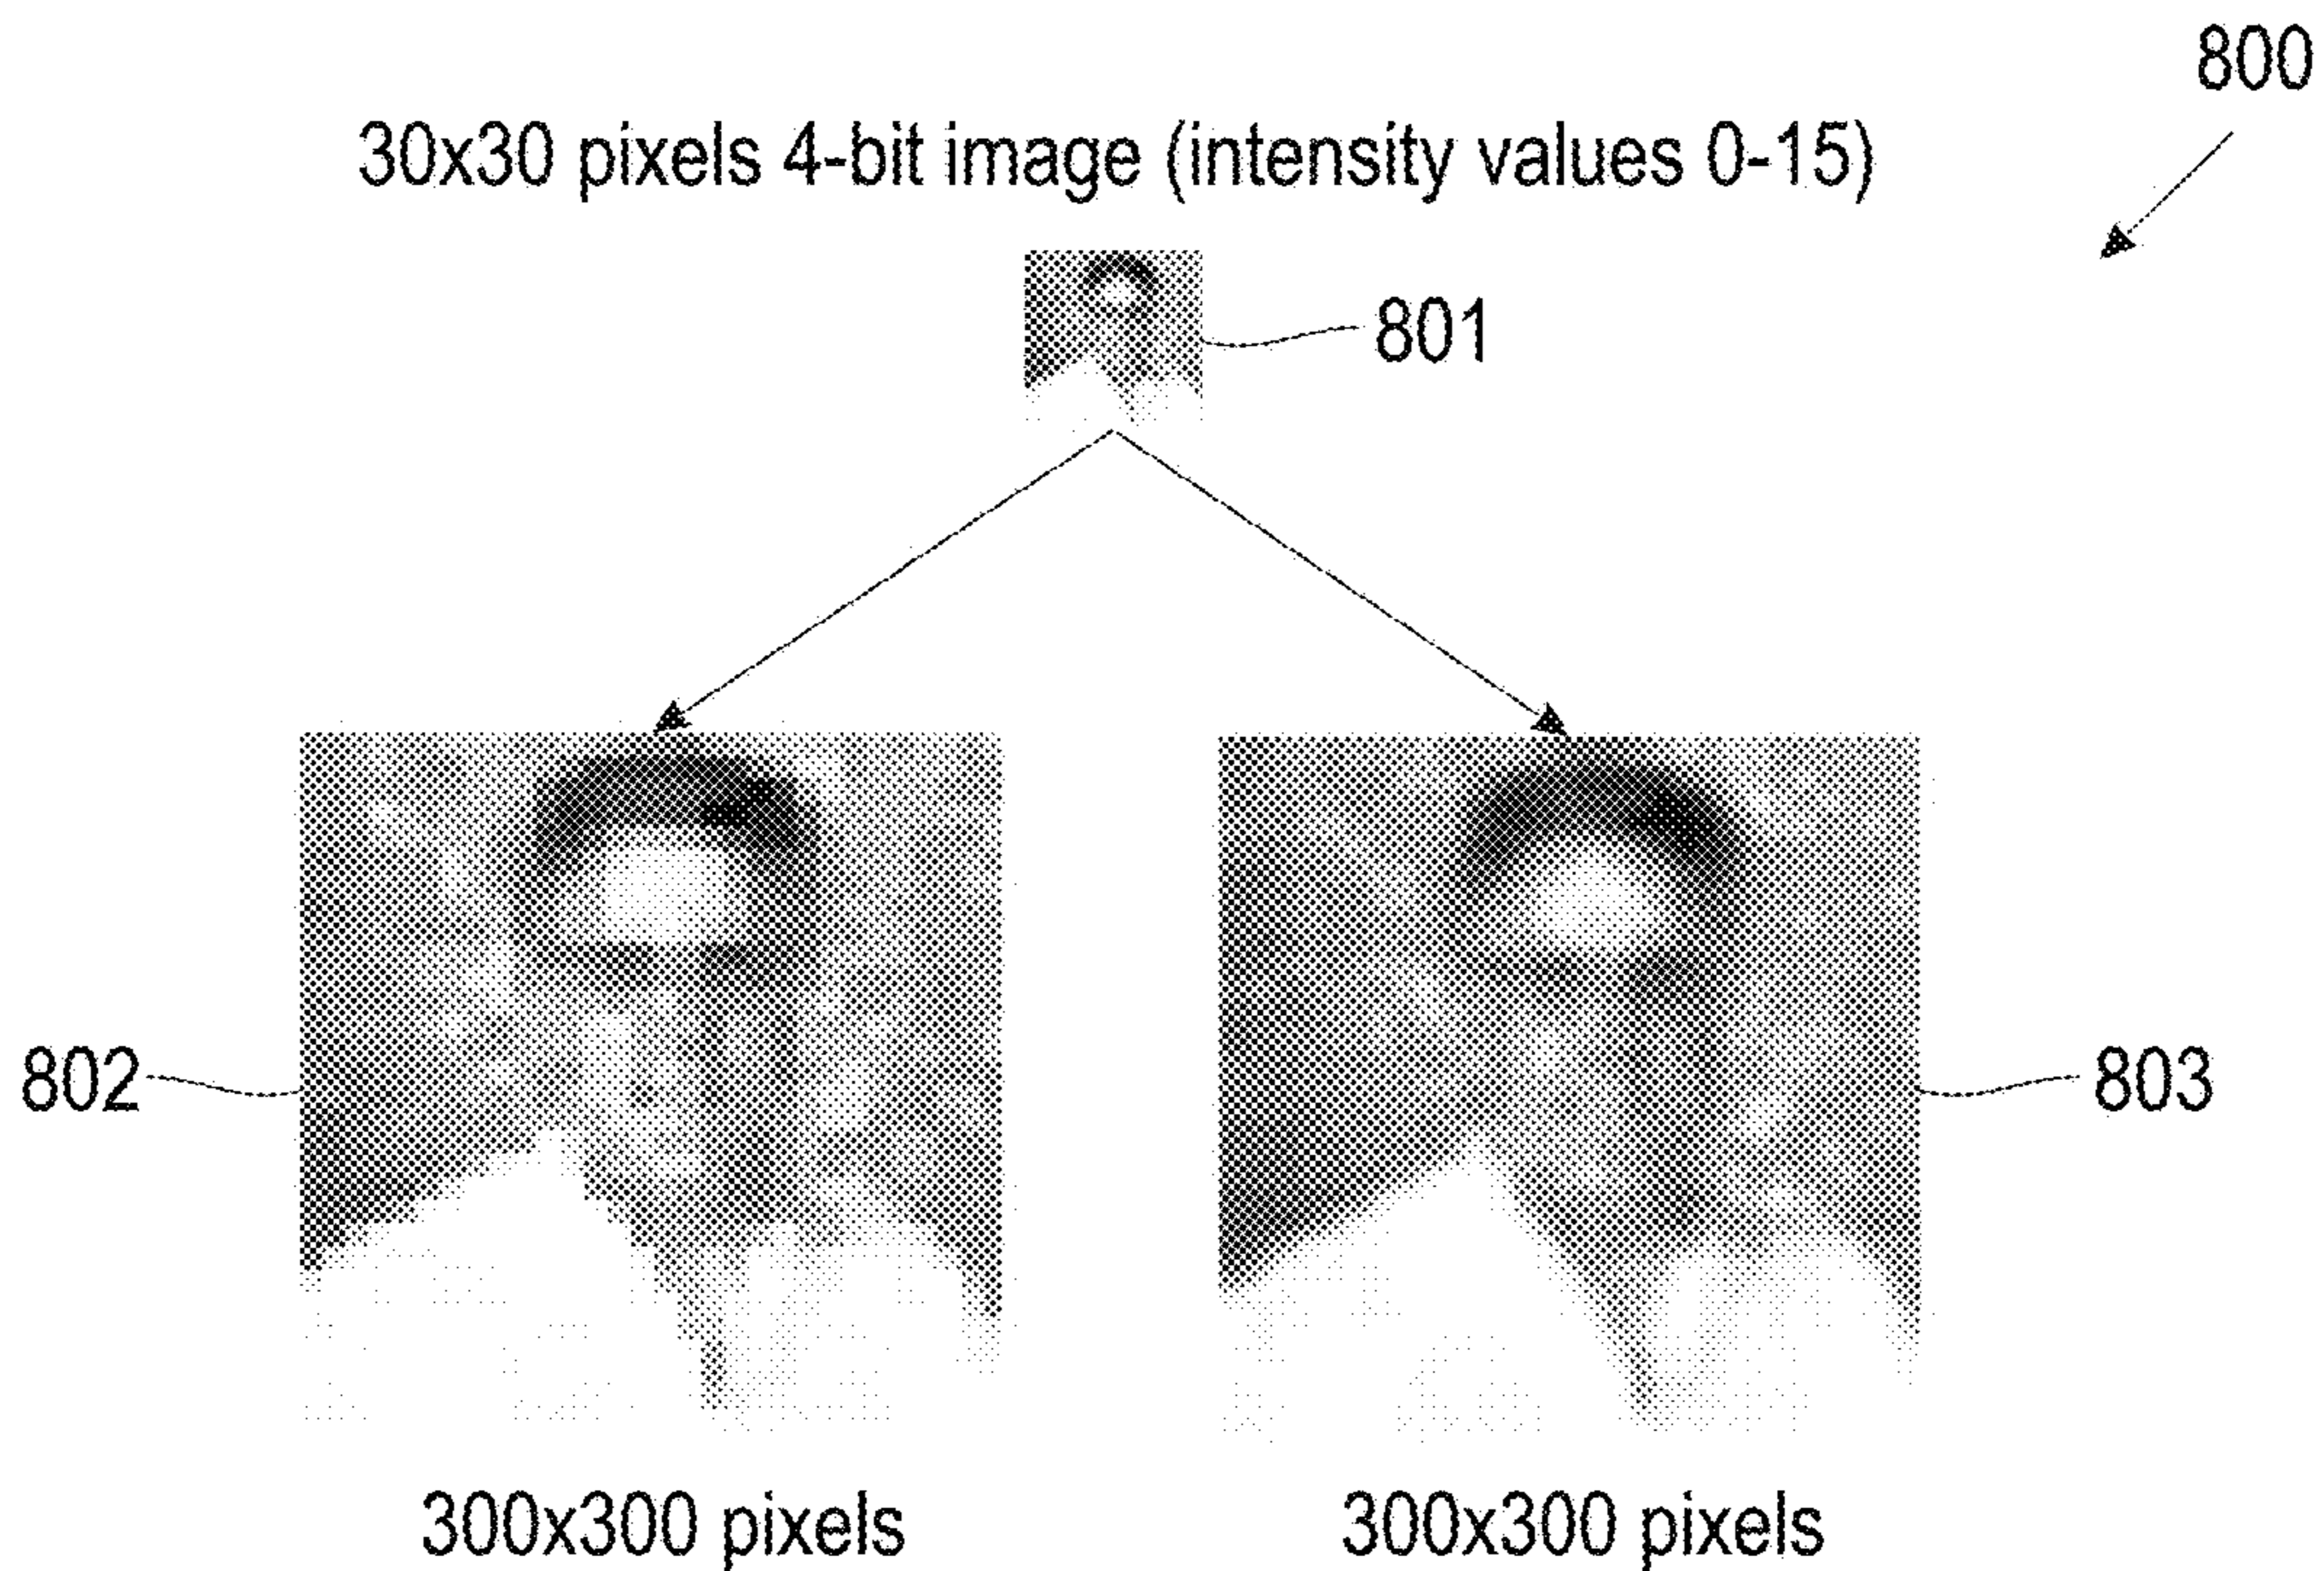 800
30x30 pixels 4-bit image (intensity values 0-15)
801
802
803
300x300 pixels
300x300 pixels